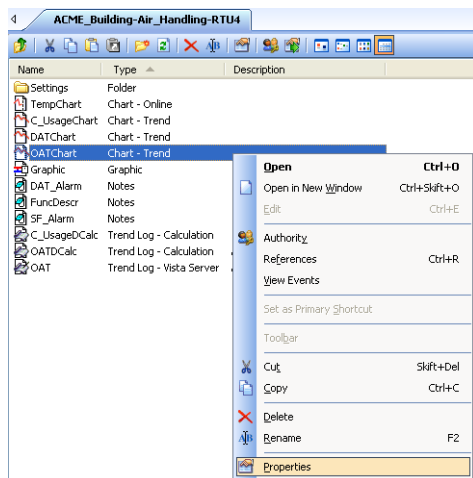 ACME_Building-Air_Handling-RTU4
Name Type Description
Settings Folder
TempChart Chart - Online
C_UsageChart Chart - Trend
DATChart Chart - Trend
OATChart Chart - Trend
Graphic Graphic
DAT_Alarm Notes
FuncDescr Notes
SF_Alarm Notes
C_UsageDCalc Trend Log - Calculation
OATDCalc Trend Log - Calculation
OAT Trend Log - Vista Server
Open Ctrl+O
Open in New Window Ctrl+Skift+O
Edit Ctrl+E
Authority
References Ctrl+R
View Events
Set as Primary Shortcut
Toolbar
Cut Skift+Del
Copy Ctrl+C
Delete
Rename F2
Properties